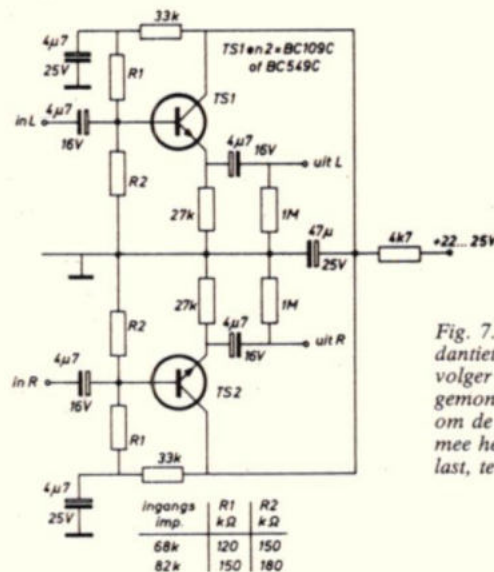 33k
4µ7
25V
R1
TS1 en 2 = BC109C
of BC549C
TS1
4µ7
in L
16V
4µ7
16V
uit L
R2
27k
1M
47µ
25V
4k7
+22...25V
27k
1M
R2
4µ7
in R
16V
4µ7
16V
uit R
TS2
R1
33k
4µ7
25V
ingangs imp. R1 kΩ R2 kΩ
68k 120 150
82k 150 180
Fig. 7.
dantien
volger
gemon
om de
mee he
last, te